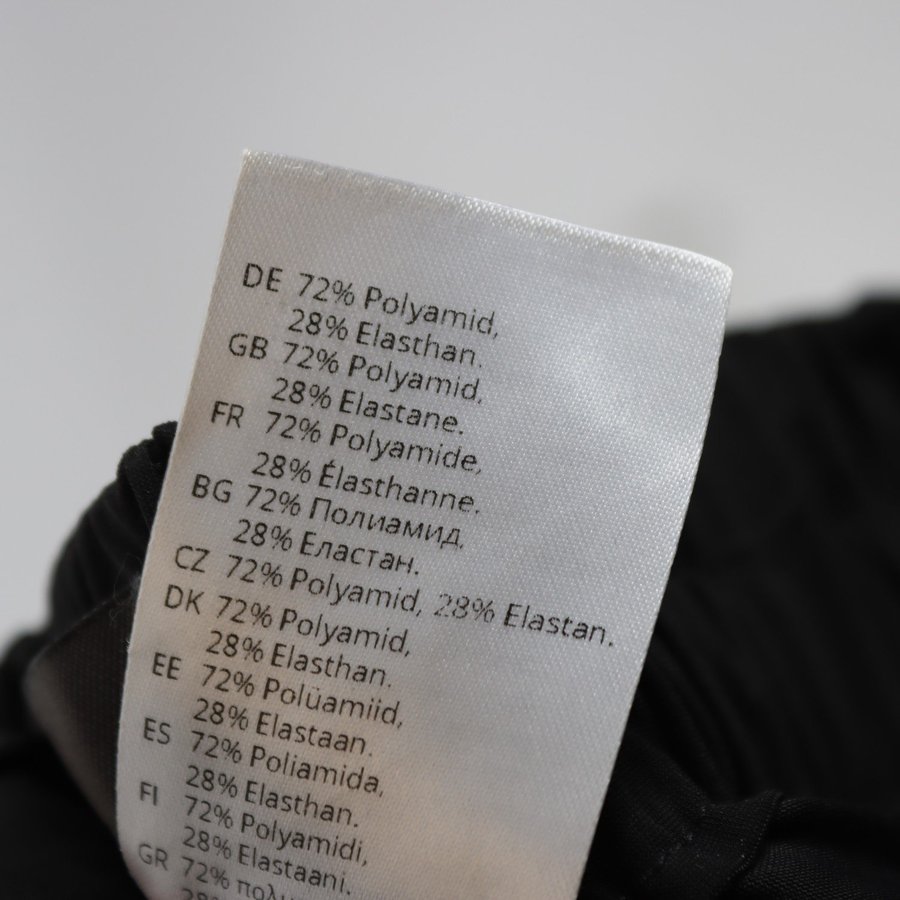 DE 72% Polyamid,
28% Elasthan.
GB 72% Polyamid,
28% Elastane.
FR 72% Polyamide,
28% Élasthanne.
BG 72% Полиамид,
28% Еластан.
CZ 72% Polyamid, 28% Elastan.
DK 72% Polyamid,
28% Elasthan.
EE 72% Polüamiid,
28% Elastaan.
ES 72% Poliamida,
28% Elasthan.
FI 72% Polyamidi,
28% Elastaani.
GR 72%